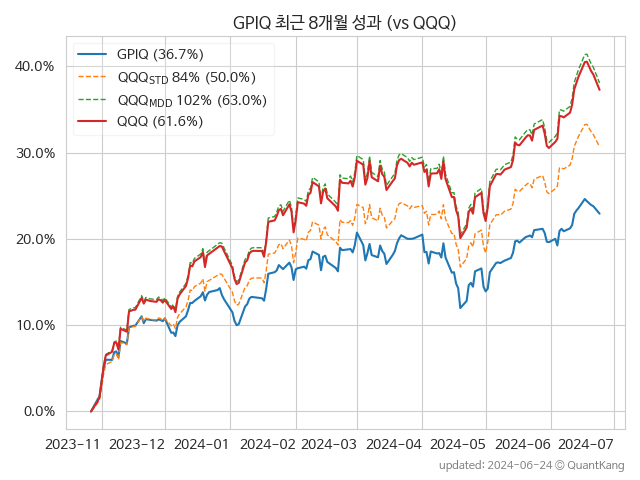 GPIQ 최근 8개월 성과 (vs QQQ)
GPIQ (36.7%)
QQQSTD 84% (50.0%)
QQQMDD 102% (63.0%)
QQQ (61.6%)
40.0%
30.0%
20.0%
10.0%
0.0%
2023-11 2023-12 2024-01 2024-02 2024-03 2024-04 2024-05 2024-06 2024-07
updated: 2024-06-24 © QuantKang